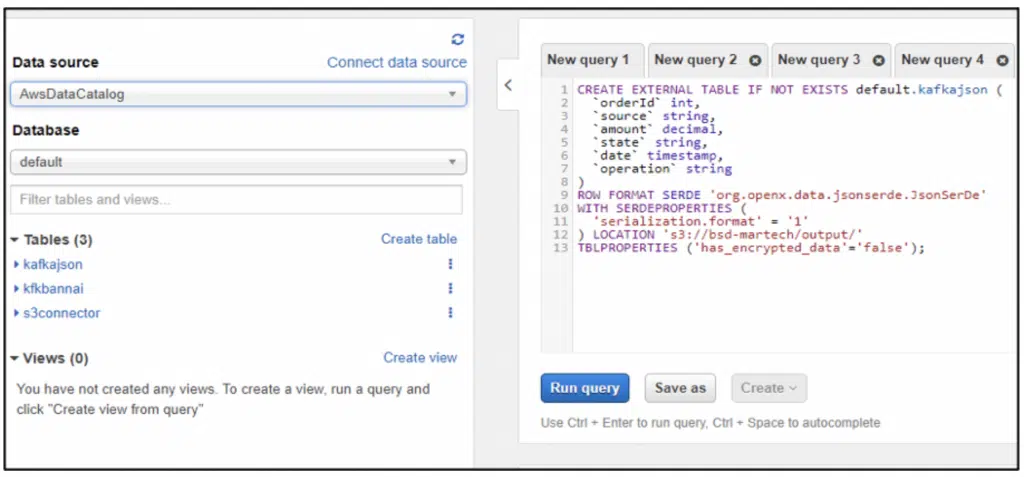 Data source
Connect data source
AwsDataCatalog
Database
default
Filter tables and views...
Tables (3)
Create table
kafkajson
kfkbannai
s3connector
Views (0)
Create view
You have not created any views. To create a view, run a query and
click "Create view from query"
New query 1
New query 2
New query 3
New query 4
1 CREATE EXTERNAL TABLE IF NOT EXISTS default.kafkajson (
2 `orderId` int,
3 `source` string,
4 `amount` decimal,
5 `state` string,
6 `date` timestamp,
7 `operation` string
8 )
9 ROW FORMAT SERDE 'org.openx.data.jsonserde.JsonSerDe'
10 WITH SERDEPROPERTIES (
11 'serialization.format' = '1'
12 ) LOCATION 's3://bsd-martech/output/'
13 TBLPROPERTIES ('has_encrypted_data'='false');
Run query
Save as
Create
Use Ctrl + Enter to run query, Ctrl + Space to autocomplete